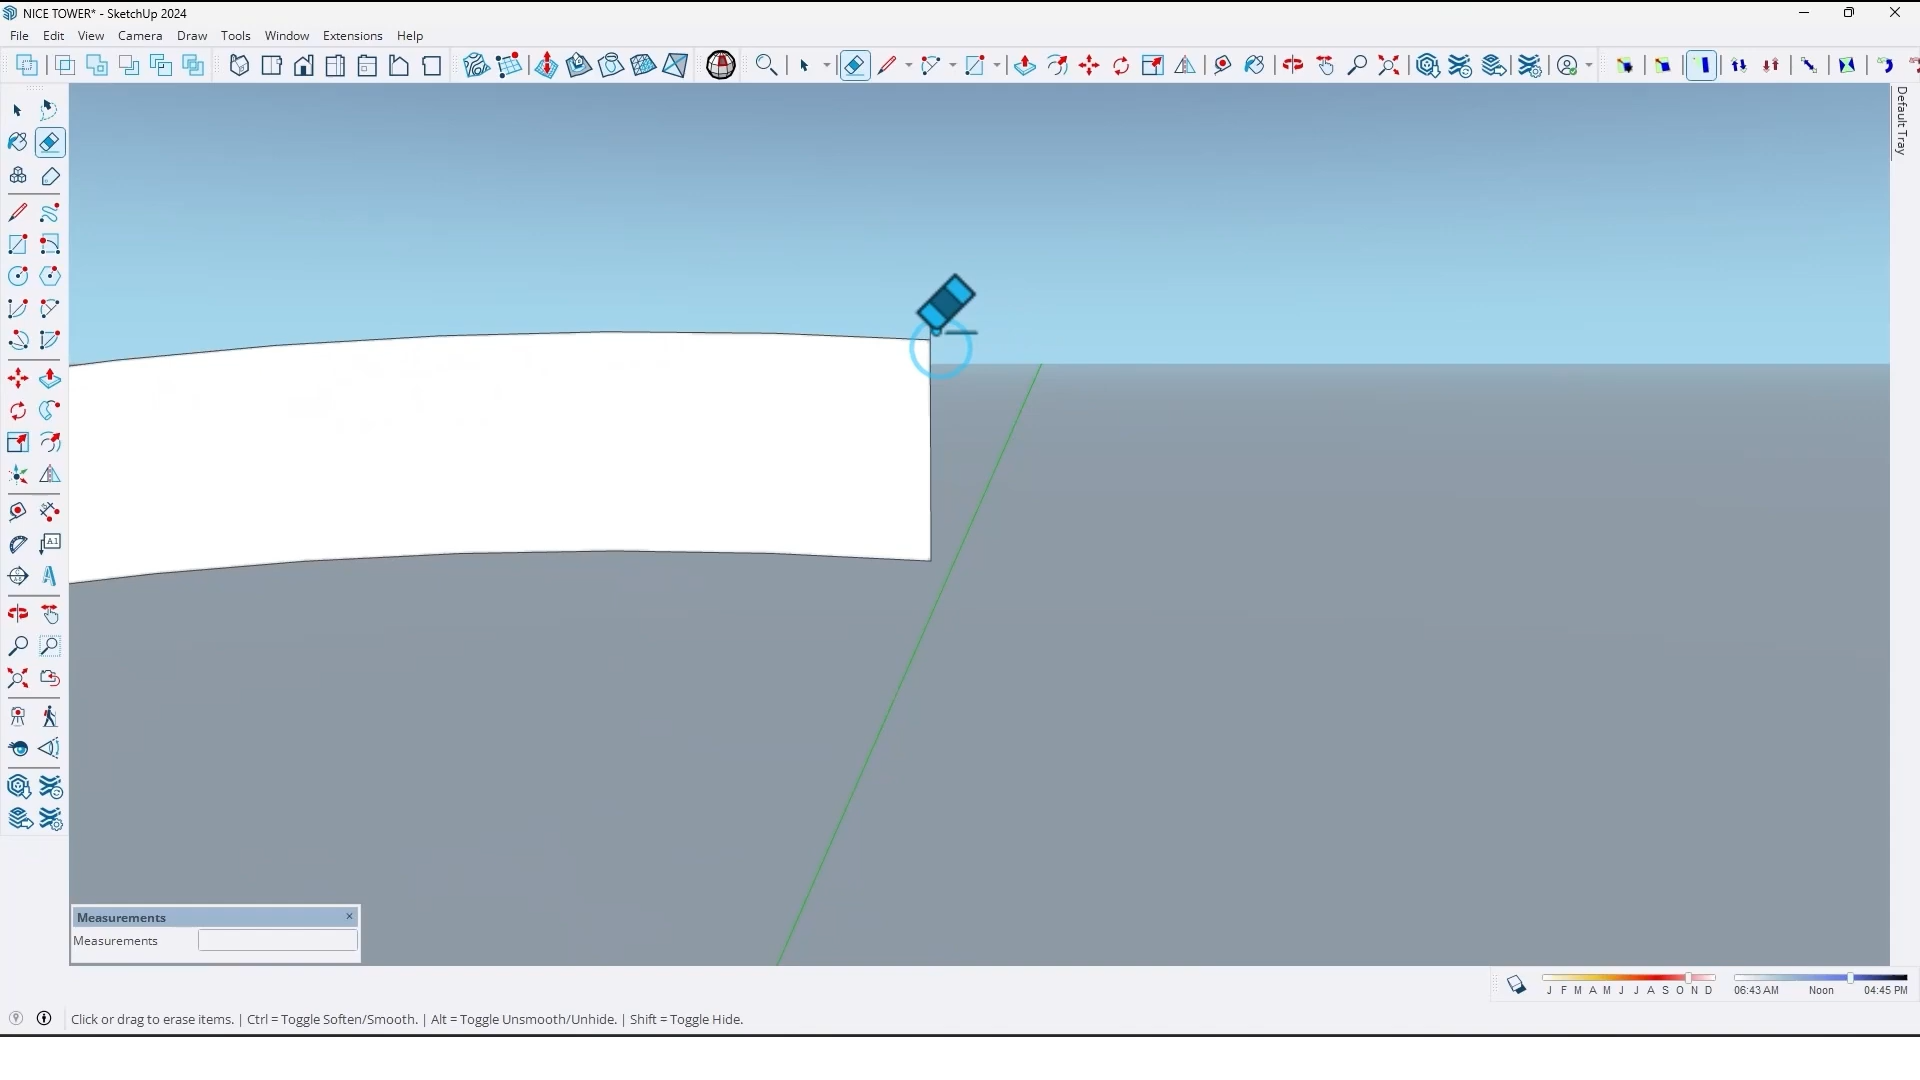 NICE TOWER* - SketchUp 2024
File Edit View Camera Draw Tools Window Extensions Help
Default Tray
A1
A
Measurements
Measurements
J F M A M J J A S O N D 06:43 AM Noon 04:45 PM
Click or drag to erase items. | Ctrl = Toggle Soften/Smooth. | Alt = Toggle Unsmooth/Unhide. | Shift = Toggle Hide.